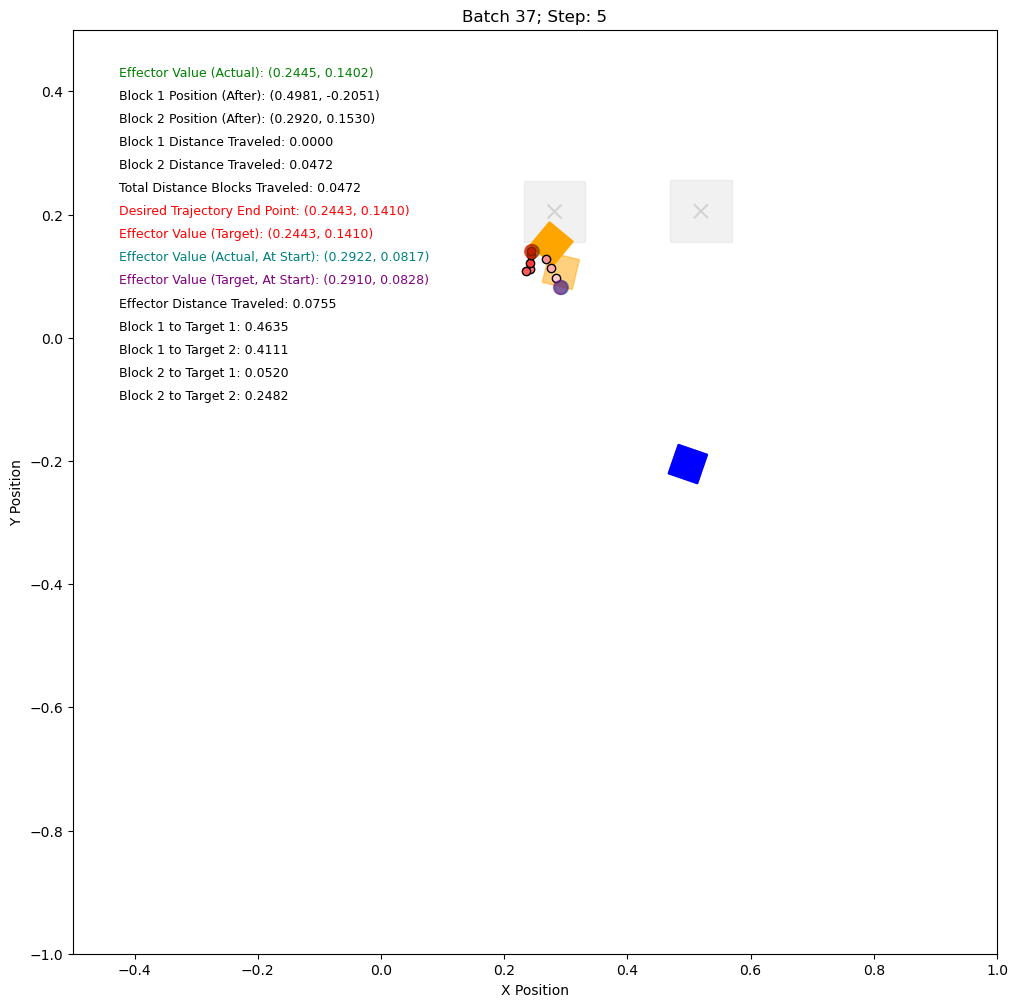 Batch 37; Step: 5
Effector Value (Actual): (0.2445, 0.1402)
Block 1 Position (After): (0.4981, -0.2051)
Block 2 Position (After): (0.2920, 0.1530)
Block 1 Distance Traveled: 0.0000
Block 2 Distance Traveled: 0.0472
Total Distance Blocks Traveled: 0.0472
Desired Trajectory End Point: (0.2443, 0.1410)
Effector Value (Target): (0.2443, 0.1410)
Effector Value (Actual, At Start): (0.2922, 0.0817)
Effector Value (Target, At Start): (0.2910, 0.0828)
Effector Distance Traveled: 0.0755
Block 1 to Target 1: 0.4635
Block 1 to Target 2: 0.4111
Block 2 to Target 1: 0.0520
Block 2 to Target 2: 0.2482
0.4
0.2
0.0
−0.2
−0.4
−0.6
−0.8
−1.0
Y Position
−0.4
−0.2
0.0
0.2
0.4
0.6
0.8
1.0
X Position